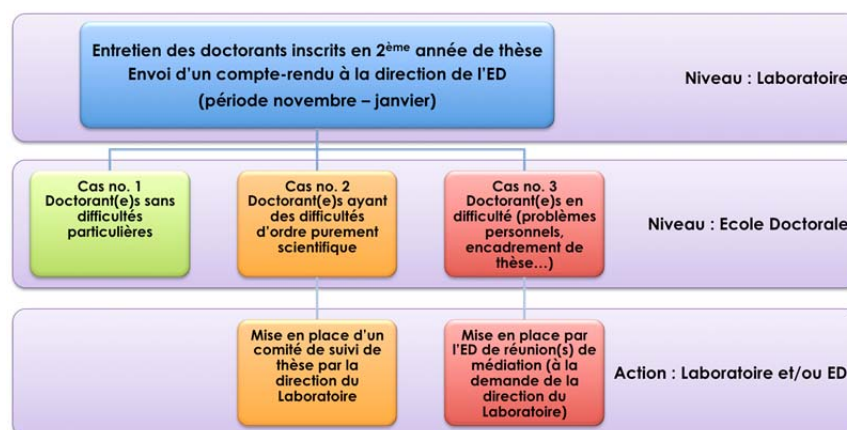 Entretien des doctorants inscrits en 2ème année de thèse
Envoi d'un compte-rendu à la direction de l'ED
(période novembre – janvier)
Niveau : Laboratoire
Cas no. 1
Doctorant(e)s sans
difficultés
particulières
Cas no. 2
Doctorant(e)s ayant
des difficultés
d'ordre purement
scientifique
Cas no. 3
Doctorant(e)s en
difficulté (problèmes
personnels,
encadrement de
thèse…)
Niveau : Ecole Doctorale
Mise en place d'un
comité de suivi de
thèse par la
direction du
Laboratoire
Mise en place par
l'ED de réunion(s) de
médiation (à la
demande de la
direction du
Laboratoire)
Action : Laboratoire et/ou ED